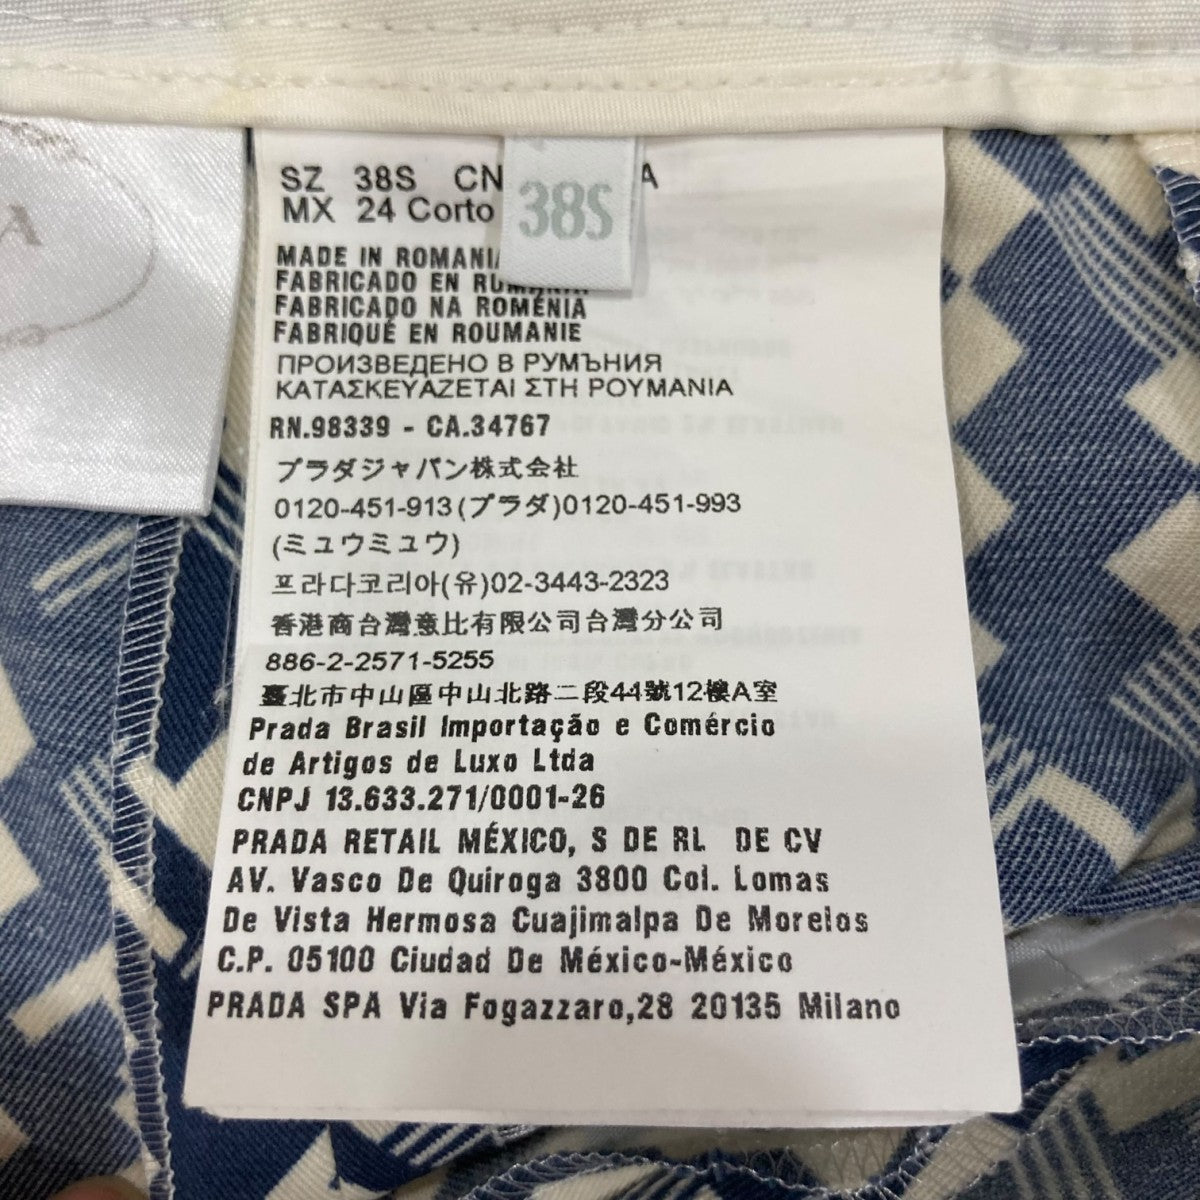 SZ 38S CN A
MX 24 Corto
38S
MADE IN ROMANIA
FABRICADO EN
FABRICADO NA ROMÉNIA
FABRIQUÉ EN ROUMANIE
ПРОИЗВЕДЕНО В РУМЪНИЯ
ΚΑΤΑΣΚΕΥΑΖΕΤΑΙ ΣΤΗ ΡΟΥΜΑΝΙΑ
RN.98339 - CA.34767
プラダジャパン株式会社
0120-451-913(プラダ)0120-451-993
(ミュウミュウ)
프라다코리아(유)02-3443-2323
香港商台灣意比有限公司台灣分公司
886-2-2571-5255
臺北市中山區中山北路二段44號12樓A室
Prada Brasil Importação e Comércio
de Artigos de Luxo Ltda
CNPJ 13.633.271/0001-26
PRADA RETAIL MÉXICO, S DE RL DE CV
AV. Vasco De Quiroga 3800 Col. Lomas
De Vista Hermosa Cuajimalpa De Morelos
C.P. 05100 Ciudad De México-México
PRADA SPA Via Fogazzaro,28 20135 Milano